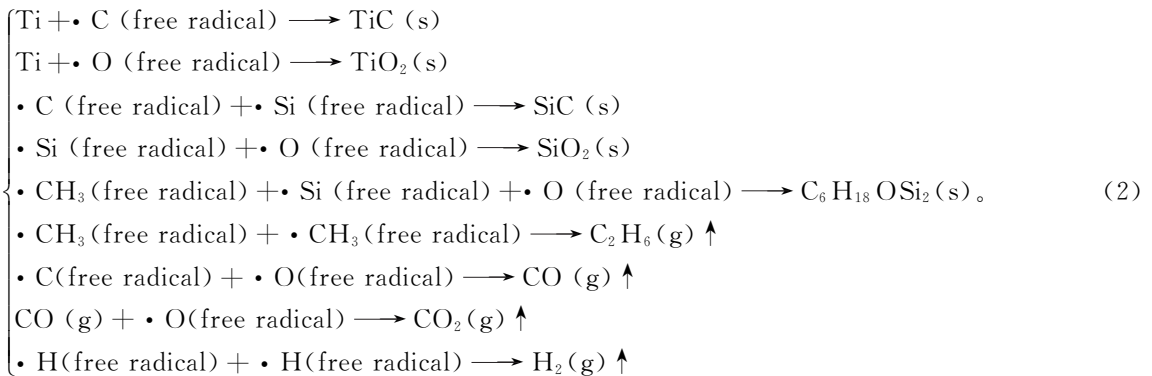 Ti +• C (free radical) ⟶ TiC (s)
Ti +• O (free radical) ⟶ TiO₂(s)
• C (free radical) +• Si (free radical) ⟶ SiC (s)
• Si (free radical) +• O (free radical) ⟶ SiO₂(s)
• CH₃(free radical) +• Si (free radical) +• O (free radical) ⟶ C₆H₁₈OSi₂(s)。 (2)
• CH₃(free radical) + • CH₃(free radical) ⟶ C₂H₆(g) ↑
• C(free radical) + • O(free radical) ⟶ CO (g) ↑
CO (g) + • O(free radical) ⟶ CO₂(g) ↑
• H(free radical) + • H(free radical) ⟶ H₂(g) ↑